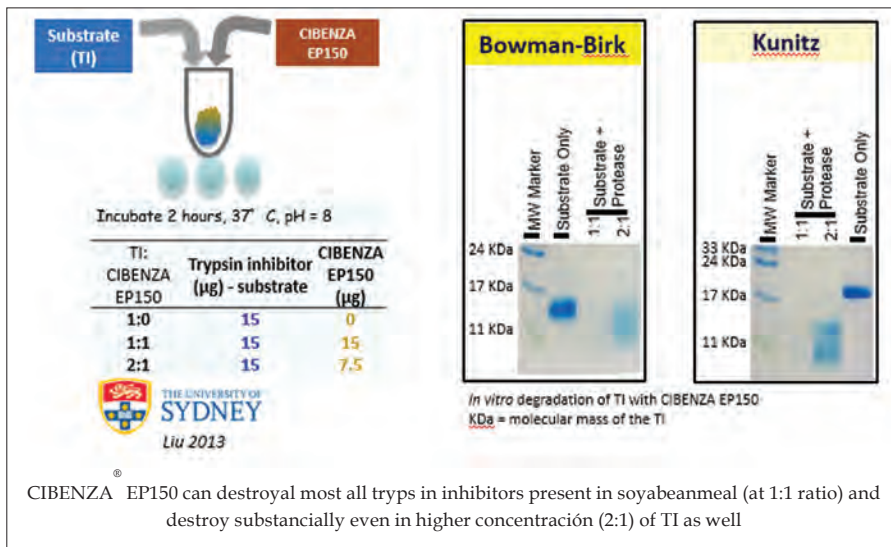 Substrate
(TI)
CIBENZA
EP150
Incubate 2 hours, 37° C, pH = 8
TI:
CIBENZA
EP150
Trypsin inhibitor
(µg) - substrate
CIBENZA
EP150
(µg)
1:0 15 0
1:1 15 15
2:1 15 7.5
THE UNIVERSITY OF
SYDNEY
Liu 2013
Bowman-Birk
MW Marker
Substrate Only
1:1 Substrate +
2:1 Protease
24 KDa
17 KDa
11 KDa
Kunitz
MW Marker
1:1 Substrate +
2:1 Protease
Substrate Only
33 KDa
24 KDa
17 KDa
11 KDa
In vitro degradation of TI with CIBENZA EP150
KDa = molecular mass of the TI
CIBENZA® EP150 can destroyal most all tryps in inhibitors present in soyabeanmeal (at 1:1 ratio) and
destroy substancially even in higher concentración (2:1) of TI as well